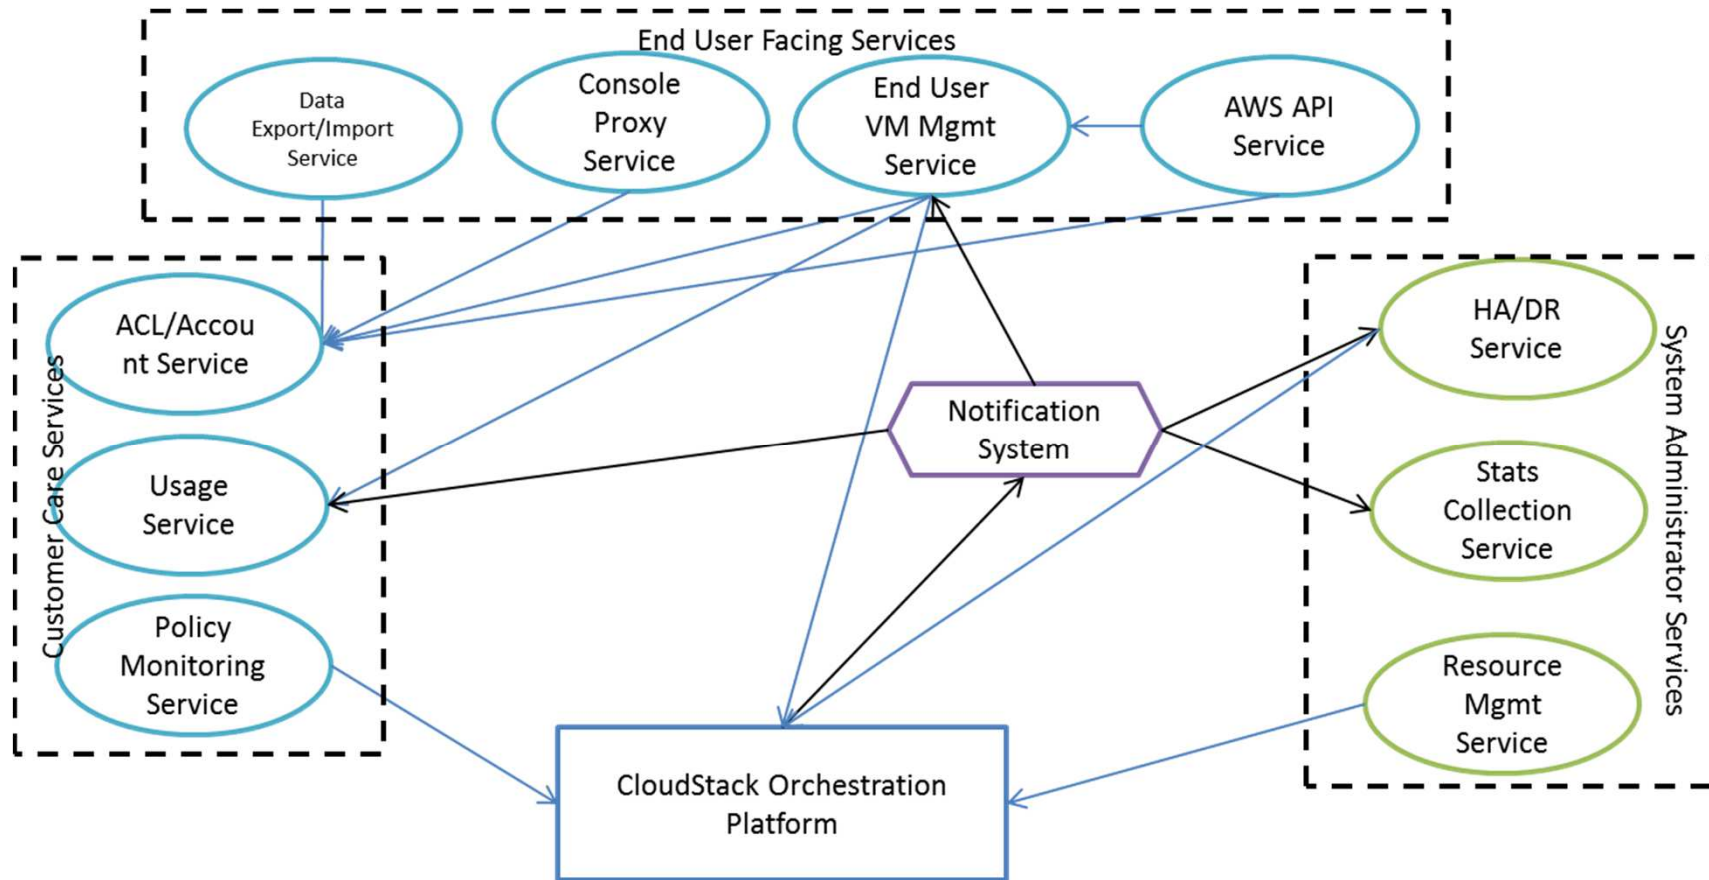 End User Facing Services
Data
Export/Import
Service
Console
Proxy
Service
End User
VM Mgmt
Service
AWS API
Service
Customer Care Services
ACL/Accou
nt Service
Usage
Service
Policy
Monitoring
Service
Notification
System
HA/DR
Service
Stats
Collection
Service
Resource
Mgmt
Service
System Administrator Services
CloudStack Orchestration
Platform